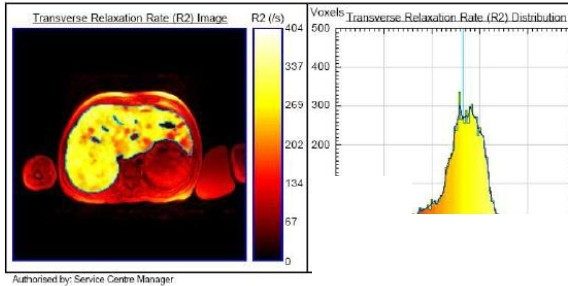 Transverse Relaxation Rate (R2) Image
R2 (/s)
404
337
269
202
134
67
0
Voxels
Transverse Relaxation Rate (R2) Distribution
500
400
300
200
Authorised by: Service Centre Manager